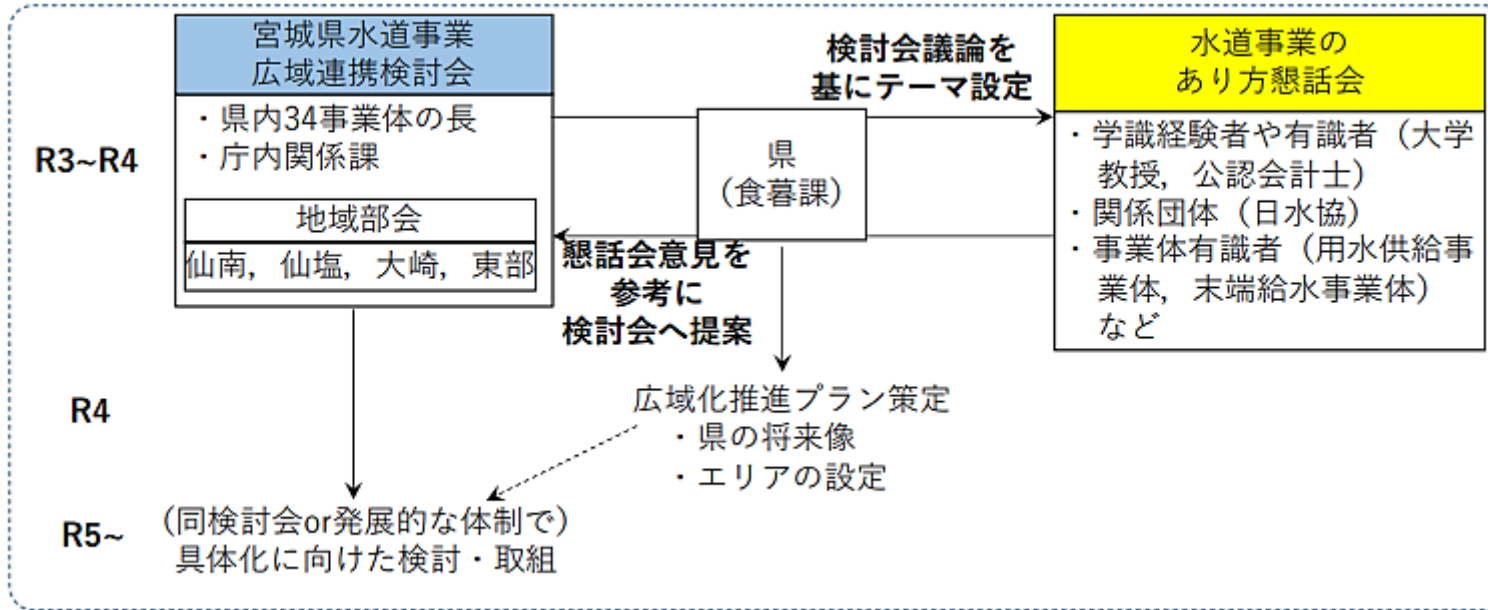 宮城県水道事業
広域連携検討会
・県内34事業体の長
・庁内関係課
地域部会
仙南，仙塩，大崎，東部
R3~R4
検討会議論を
基にテーマ設定
県
（食暮課）
懇話会意見を
参考に
検討会へ提案
水道事業の
あり方懇話会
・学識経験者や有識者（大学
教授，公認会計士）
・関係団体（日水協）
・事業体有識者（用水供給事
業体，末端給水事業体）
など
R4
広域化推進プラン策定
・県の将来像
・エリアの設定
R5~
（同検討会or発展的な体制で）
具体化に向けた検討・取組